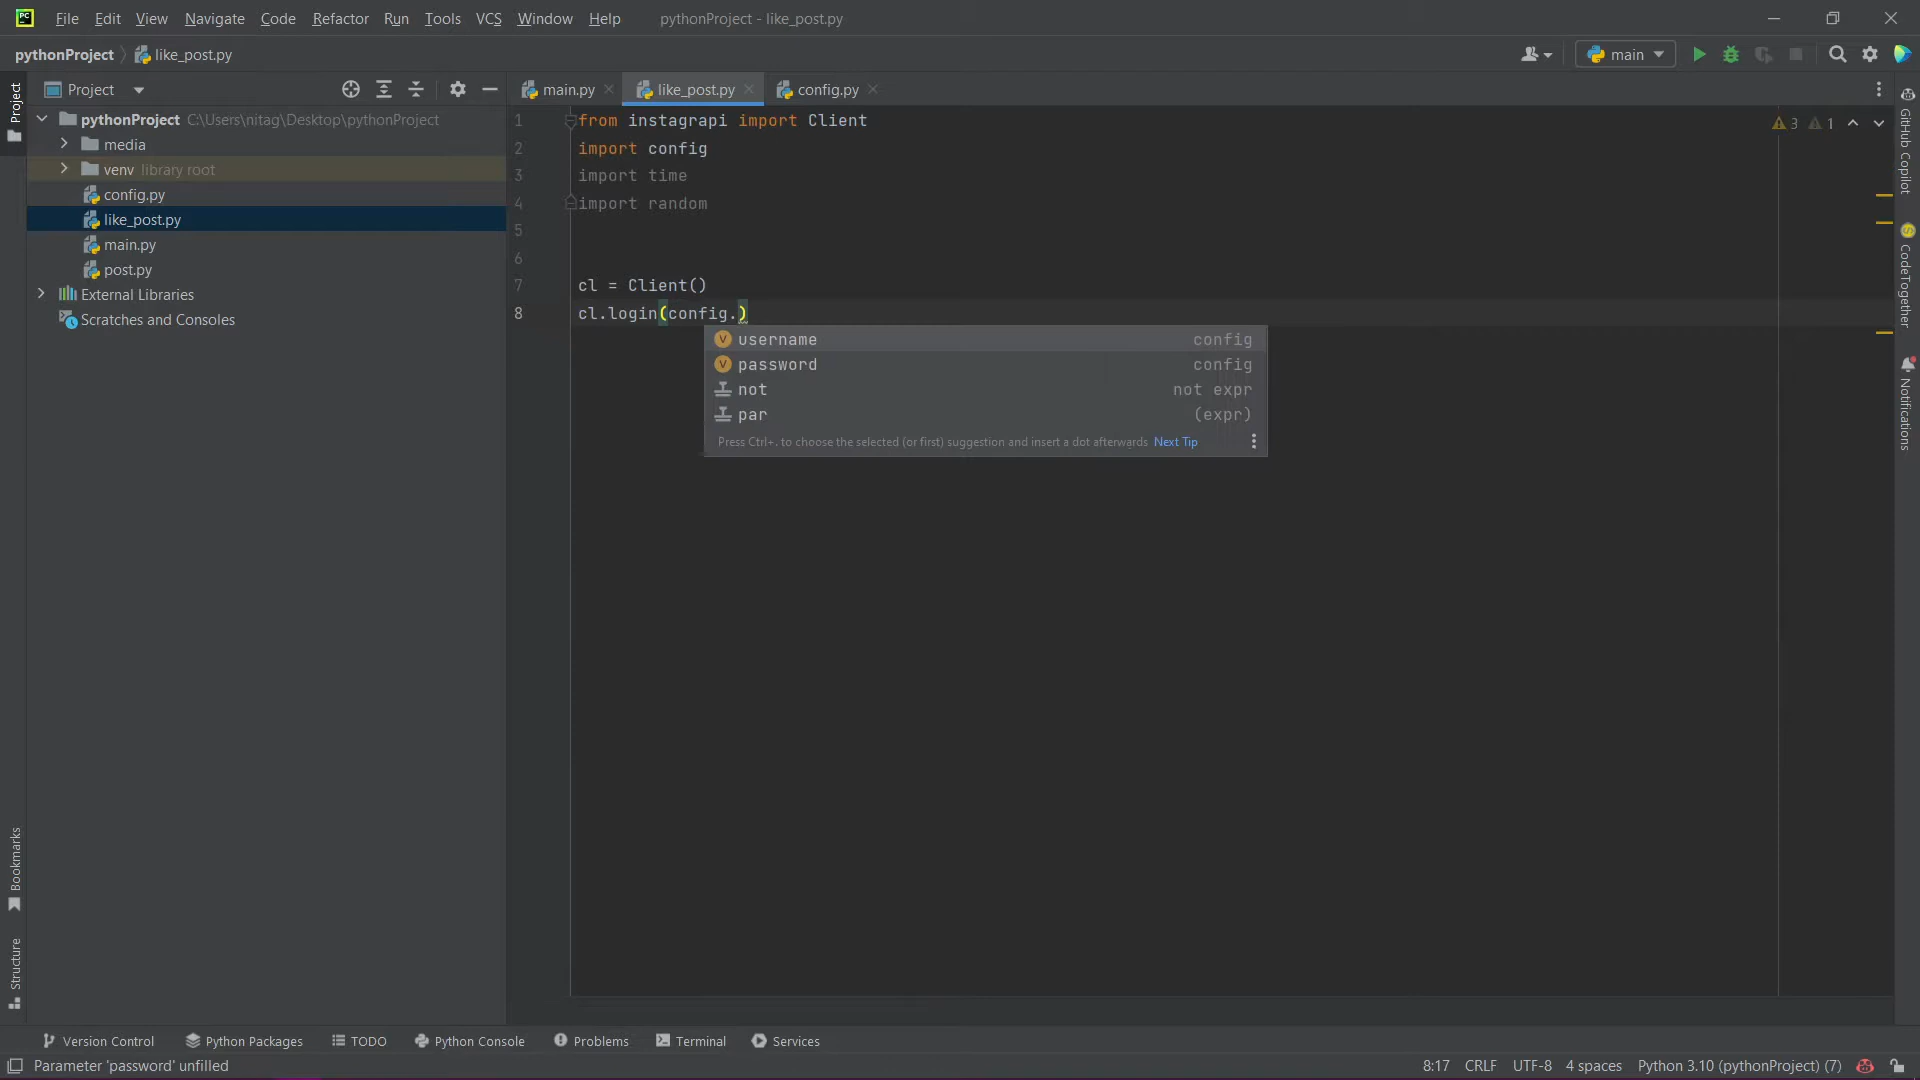 PC File Edit View Navigate Code Refactor Run Tools VCS Window Help pythonProject - like_post.py
pythonProject like_post.py main
Project
Project
main.py like_post.py config.py
pythonProject C:\Users\nitag\Desktop\pythonProject
media
venv library root
config.py
like_post.py
main.py
post.py
External Libraries
Scratches and Consoles
1 from instagrapi import Client
2 import config
3 import time
4 import random
5
6
7 cl = Client()
8 cl.login(config.)
username config
password config
not not expr
par (expr)
Press Ctrl+. to choose the selected (or first) suggestion and insert a dot afterwards Next Tip
3 1
GitHub Copilot
CodeTogether
Notifications
Bookmarks
Structure
Version Control Python Packages TODO Python Console Problems Terminal Services
Parameter 'password' unfilled 8:17 CRLF UTF-8 4 spaces Python 3.10 (pythonProject) (7)